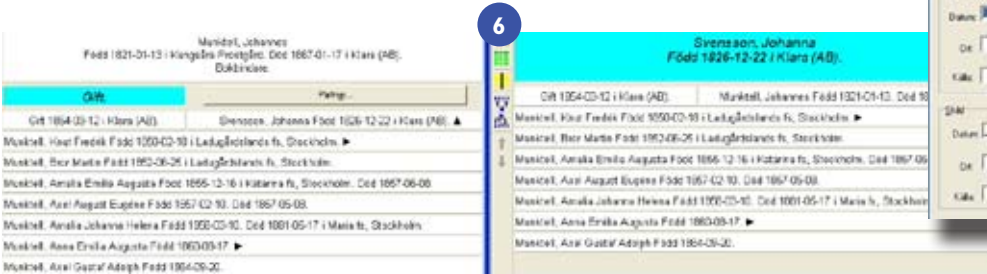 Munktell, Johannes
Född 1821-01-13 i Kungsåra Prostgård. Död 1867-01-17 i Klara (AB).
Bokbindare.
Gift
Partogr...
Gift 1854-03-12 i Klara (AB).
Svensson, Johanna Född 1826-12-22 i Klara (AB). ▲
Munktell, Knut Fredrik Född 1850-02-18 i Ladugårdslands fs, Stockholm. ►
Munktell, Bror Martin Född 1852-06-25 i Ladugårdslands fs, Stockholm.
Munktell, Amalia Emilia Augusta Född 1855-12-16 i Katarina fs, Stockholm. Död 1867-06-08.
Munktell, Axel August Eugène Född 1857-02-10. Död 1867-05-08.
Munktell, Amalia Johanna Helena Född 1858-03-10. Död 1881-05-17 i Maria fs, Stockholm.
Munktell, Anna Emilia Augusta Född 1860-08-17 ►
Munktell, Axel Gustaf Adolph Född 1864-09-20.
6
Svensson, Johanna
Född 1826-12-22 i Klara (AB).
Gift 1854-03-12 i Klara (AB).
Munktell, Johannes Född 1821-01-13. Död 18
Munktell, Knut Fredrik Född 1850-02-18 i Ladugårdslands fs, Stockholm. ►
Munktell, Bror Martin Född 1852-06-25 i Ladugårdslands fs, Stockholm.
Munktell, Amalia Emilia Augusta Född 1855-12-16 i Katarina fs, Stockholm. Död 1867-06
Munktell, Axel August Eugène Född 1857-02-10. Död 1867-05-08.
Munktell, Amalia Johanna Helena Född 1858-03-10. Död 1881-05-17 i Maria fs, Stockholm
Munktell, Anna Emilia Augusta Född 1860-08-17 ►
Munktell, Axel Gustaf Adolph Född 1864-09-20.
Datum:
Ort:
Källa:
Skild
Datum:
Ort:
Källa: